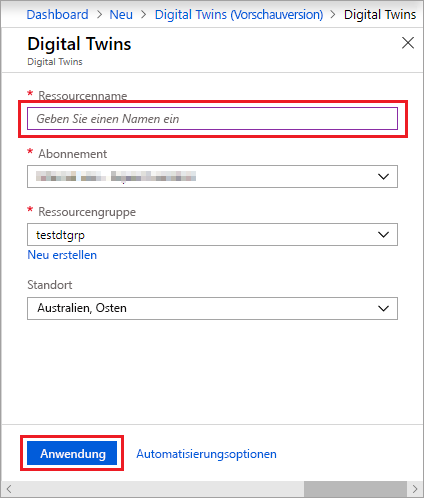 Dashboard > Neu > Digital Twins (Vorschauversion) > Digital Twins
Digital Twins
Digital Twins
* Ressourcenname
Geben Sie einen Namen ein
* Abonnement
* Ressourcengruppe
testdtgrp
Neu erstellen
Standort
Australien, Osten
Anwendung Automatisierungsoptionen